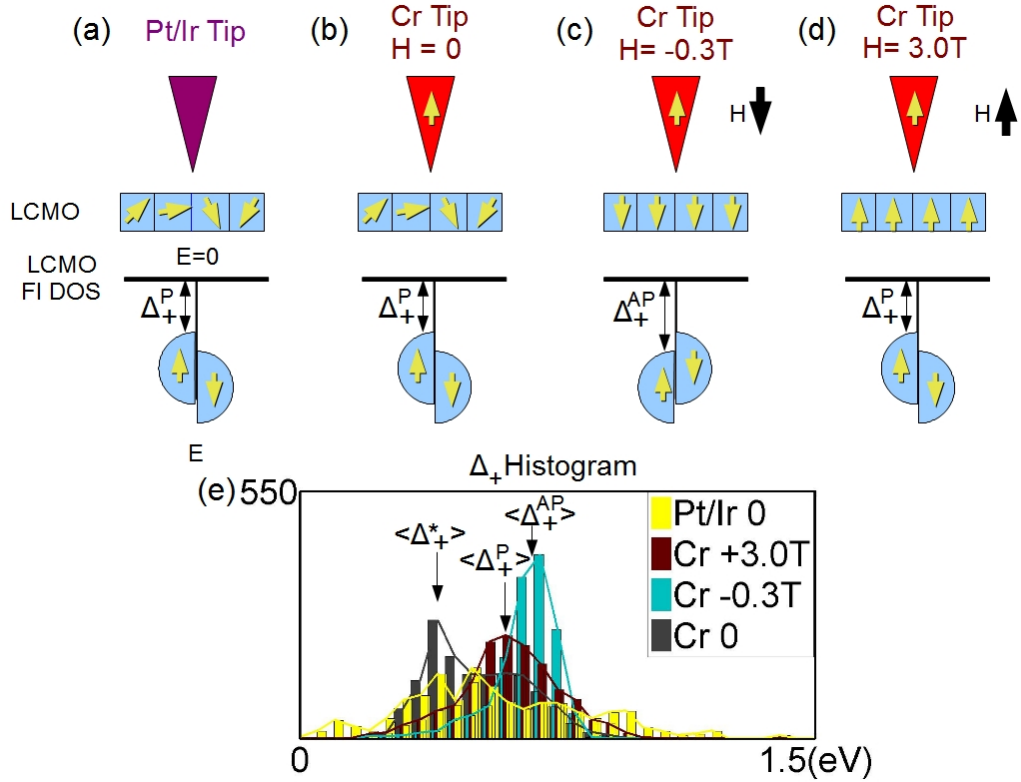 (a) Pt/Ir Tip
(b) Cr Tip
H = 0
(c) Cr Tip
H= -0.3T
(d) Cr Tip
H= 3.0T
H
H
LCMO
E=0
LCMO
FI DOS
Δ₊ᴾ
Δ₊ᴾ
Δ₊ᴬᴾ
Δ₊ᴾ
E
Δ₊Histogram
(e) 550
<Δ₊*>
<Δ₊ᴾ>
<Δ₊ᴬᴾ>
Pt/Ir 0
Cr +3.0T
Cr -0.3T
Cr 0
0
1.5(eV)